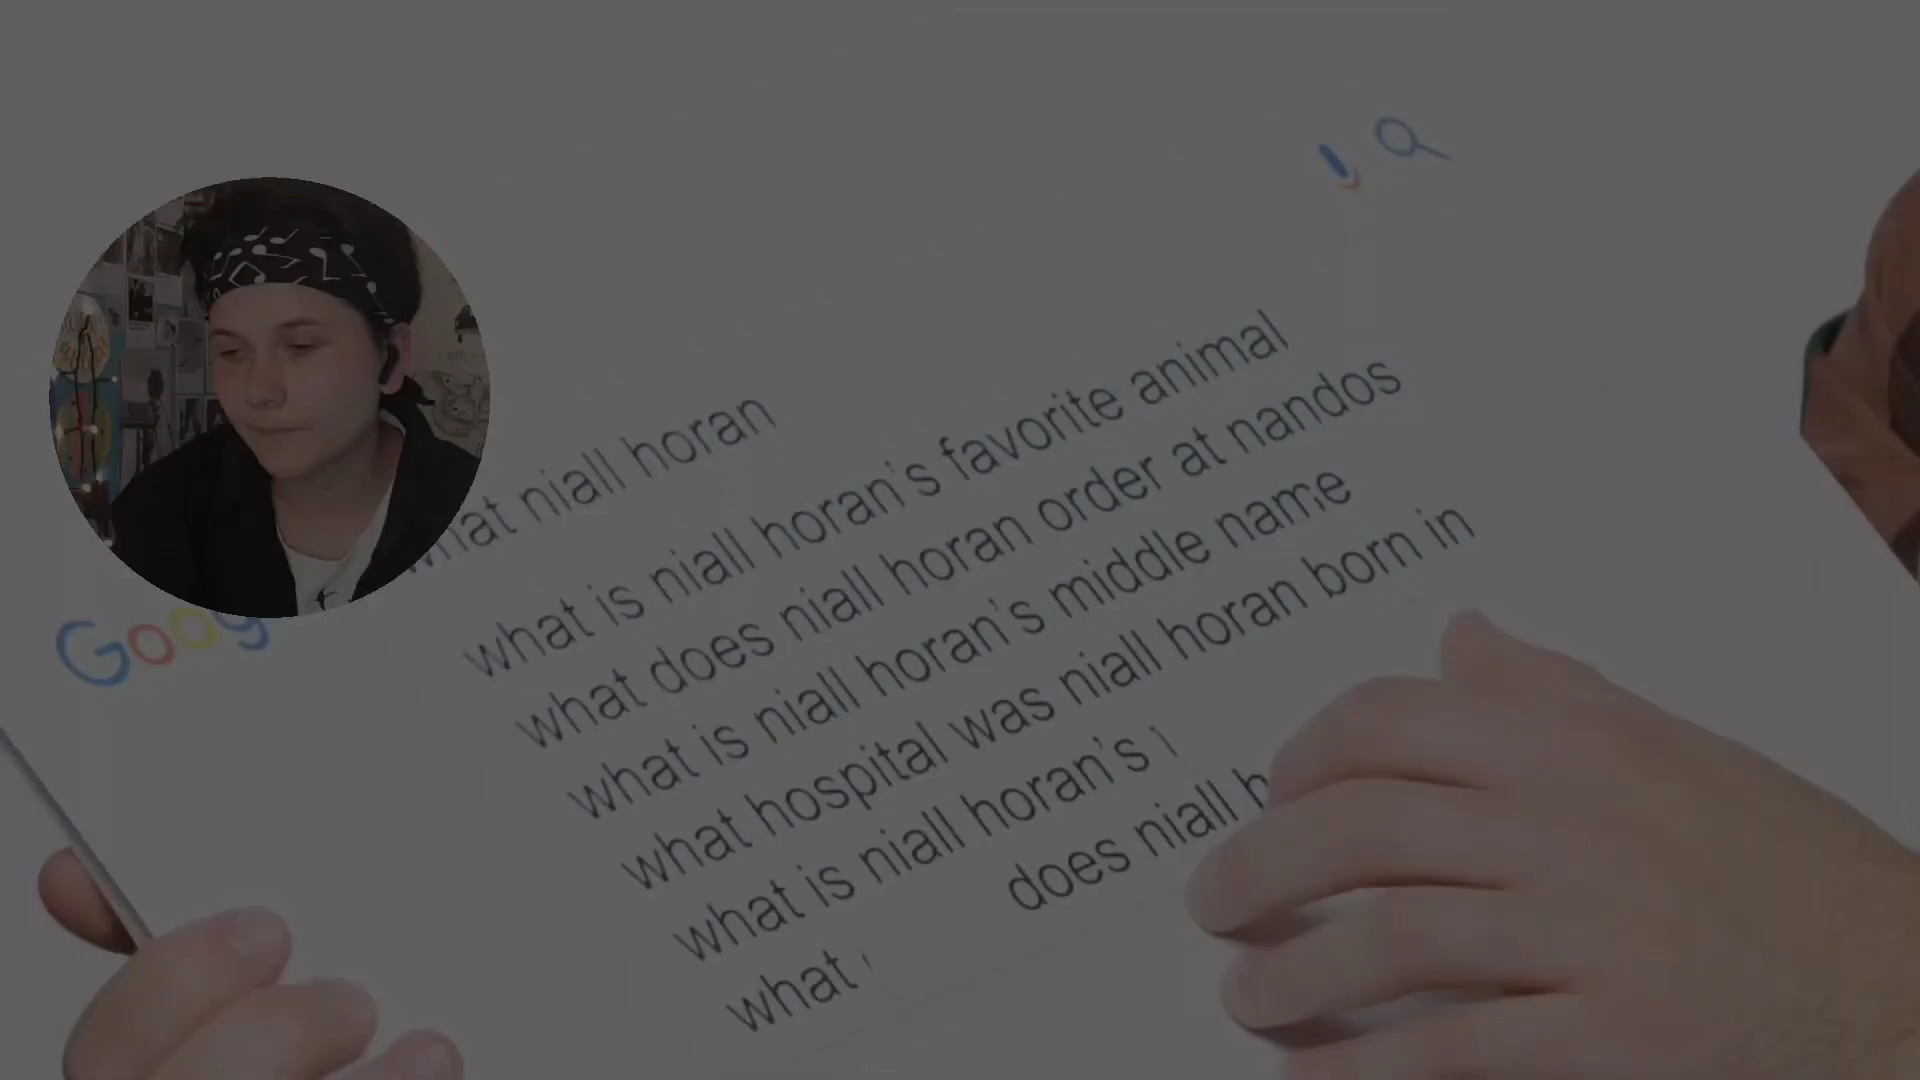 Goog
what niall horan
what is niall horan's favorite animal
what does niall horan order at nandos
what is niall horan's middle name
what hospital was niall horan born in
what is niall horan's
what
does niall h